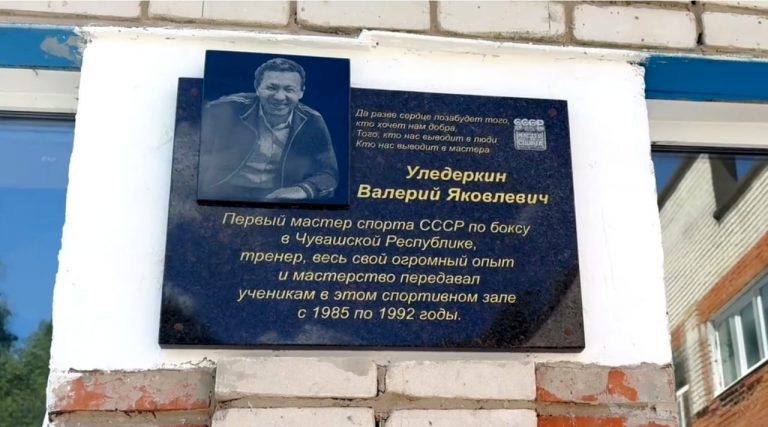 Да разве сердце позабудет того,
кто хочет нам добра,
Того, кто нас выводит в люди
Кто нас выводит в мастера
СССР
МАСТЕР
СПОРТА
Уледеркин
Валерий Яковлевич
Первый мастер спорта СССР по боксу
в Чувашской Республике,
тренер, весь свой огромный опыт
и мастерство передавал
ученикам в этом спортивном зале
с 1985 по 1992 годы.